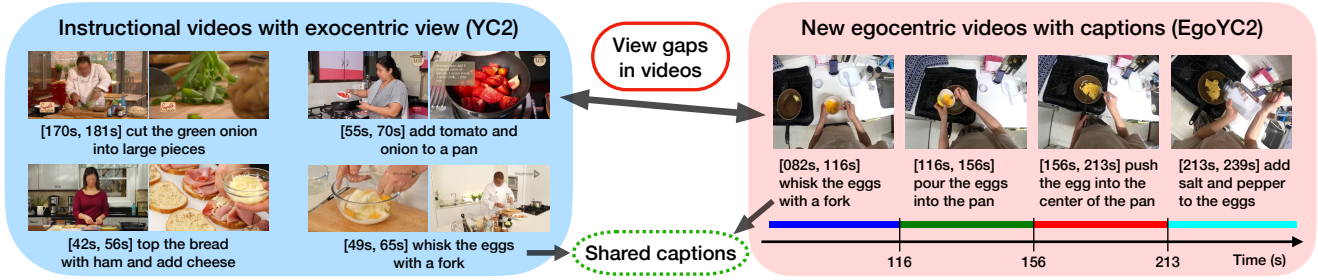 Instructional videos with exocentric view (YC2)
[170s, 181s] cut the green onion
into large pieces
[55s, 70s] add tomato and
onion to a pan
[42s, 56s] top the bread
with ham and add cheese
[49s, 65s] whisk the eggs
with a fork
View gaps
in videos
Shared captions
New egocentric videos with captions (EgoYC2)
[082s, 116s]
whisk the eggs
with a fork
[116s, 156s]
pour the eggs
into the pan
[156s, 213s] push
the egg into the
center of the pan
[213s, 239s] add
salt and pepper
to the eggs
116
156
213
Time (s)